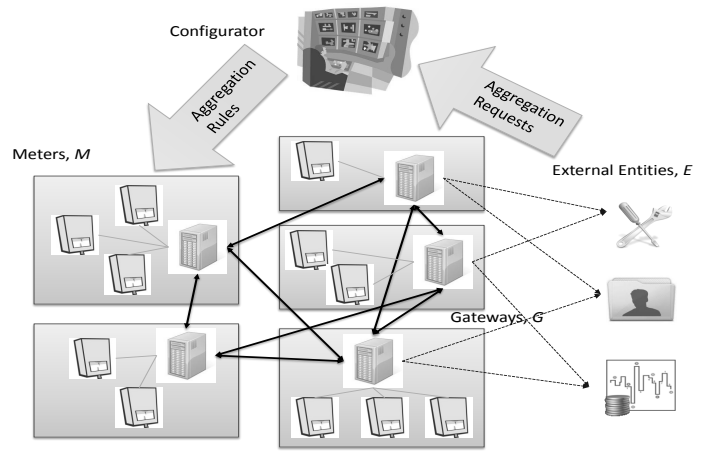 Configurator
Aggregation
Rules
Aggregation
Requests
Meters, M
External Entities, E
Gateways, G